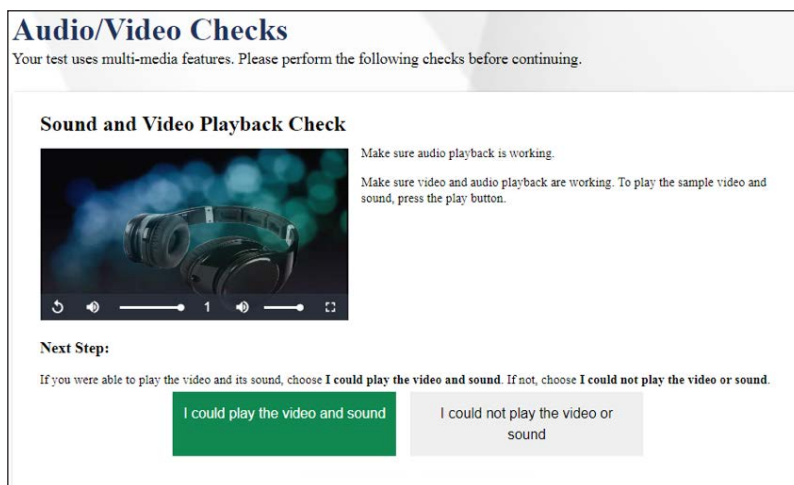 Audio/Video Checks
Your test uses multi-media features. Please perform the following checks before continuing.
Sound and Video Playback Check
Make sure audio playback is working.
Make sure video and audio playback are working. To play the sample video and
sound, press the play button.
1
Next Step:
If you were able to play the video and its sound, choose I could play the video and sound. If not, choose I could not play the video or sound.
I could play the video and sound
I could not play the video or
sound